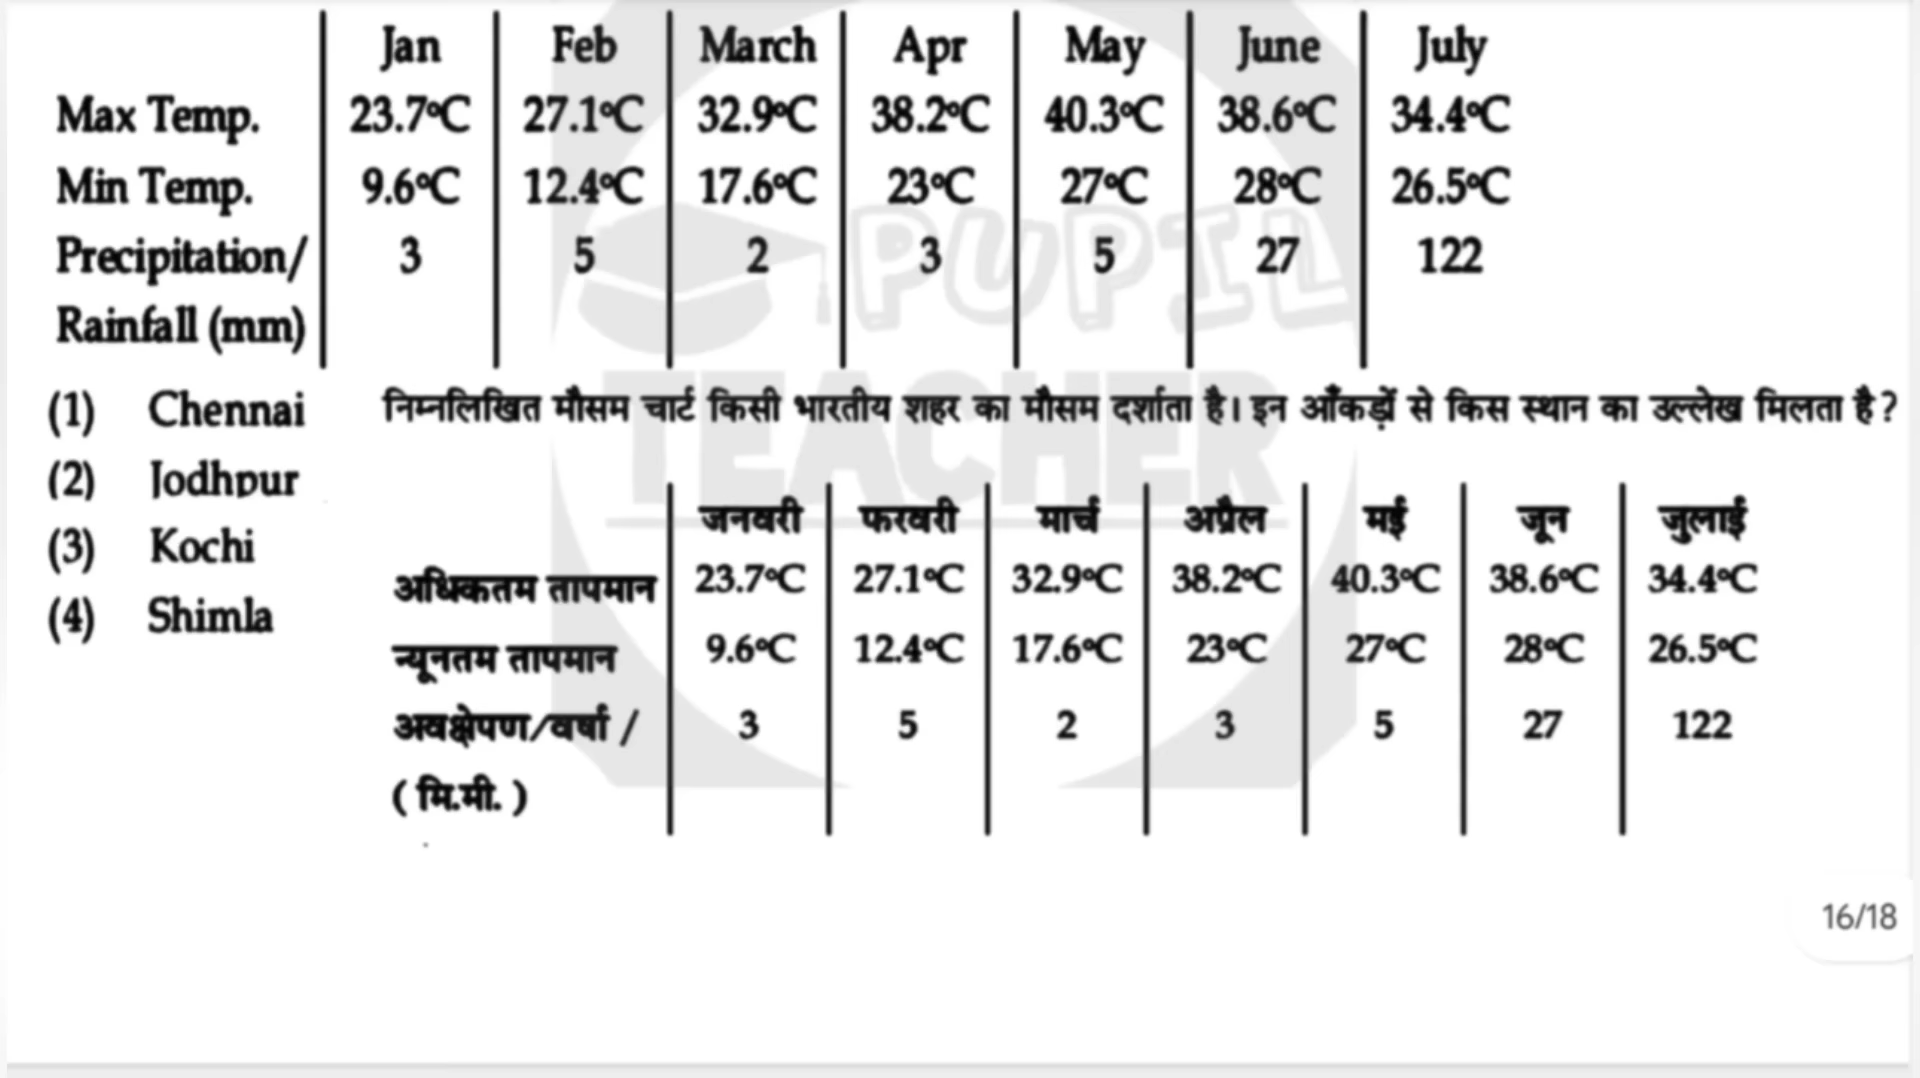 Jan Feb March Apr May June July
Max Temp. 23.7°C 27.1°C 32.9°C 38.2°C 40.3°C 38.6°C 34.4°C
Min Temp. 9.6°C 12.4°C 17.6°C 23°C 27°C 28°C 26.5°C
Precipitation/ 3 5 2 3 5 27 122
Rainfall (mm)
PUPIL
TEACHER
(1) Chennai
(2) Jodhpur
(3) Kochi
(4) Shimla
निम्नलिखित मौसम चार्ट किसी भारतीय शहर का मौसम दर्शाता है। इन आँकड़ों से किस स्थान का उल्लेख मिलता है?
जनवरी फरवरी मार्च अप्रैल मई जून जुलाई
अधिकतम तापमान 23.7°C 27.1°C 32.9°C 38.2°C 40.3°C 38.6°C 34.4°C
न्यूनतम तापमान 9.6°C 12.4°C 17.6°C 23°C 27°C 28°C 26.5°C
अवक्षेपण/वर्षा / 3 5 2 3 5 27 122
( मि.मी. )
16/18